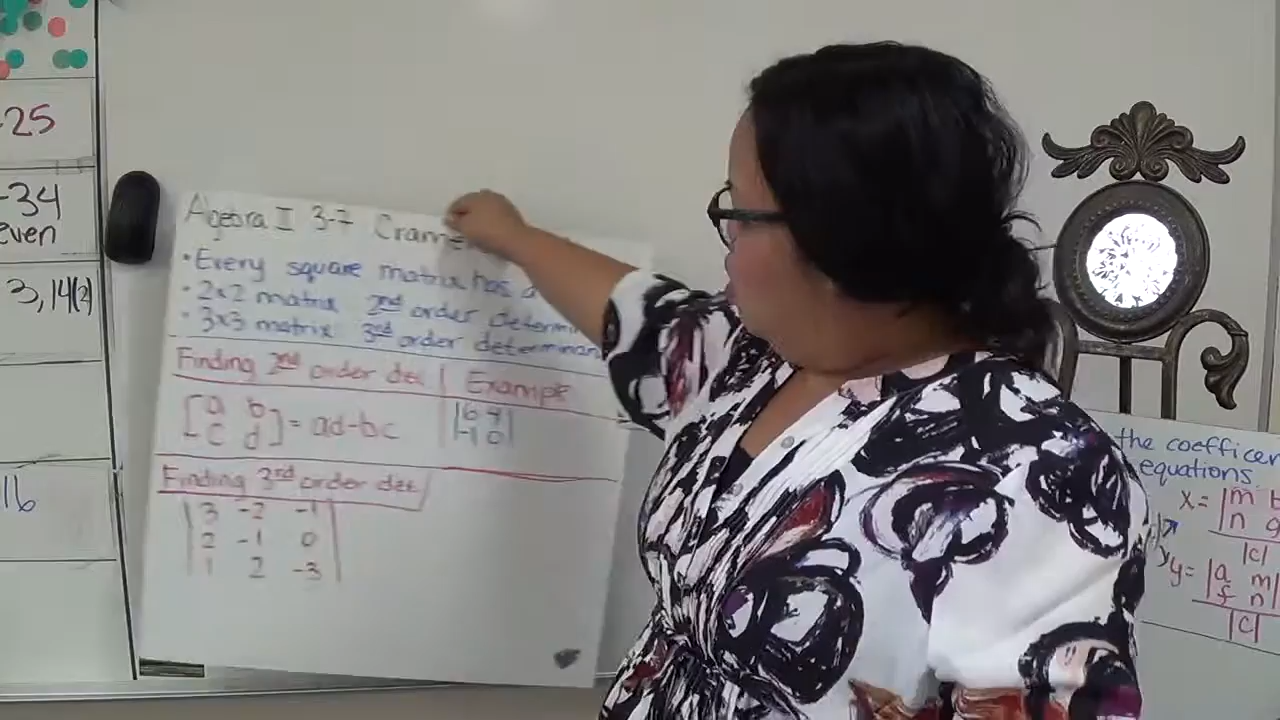 -25
-34
even
3, 14(2)
16
Algebra II 3-7 Crame
• Every square matrix has a
• 2x2 matrix 2nd order determin
• 3x3 matrix: 3rd order determinan
Finding 2nd order det. Example
[a b
c d] = ad-bc
|6 4
-1 0|
Finding 3rd order det.
3 -2 -1
2 -1 0
1 2 -3
the coefficien
equations.
x = |m b
n g
|c|
y = |a m|
f n
|c|